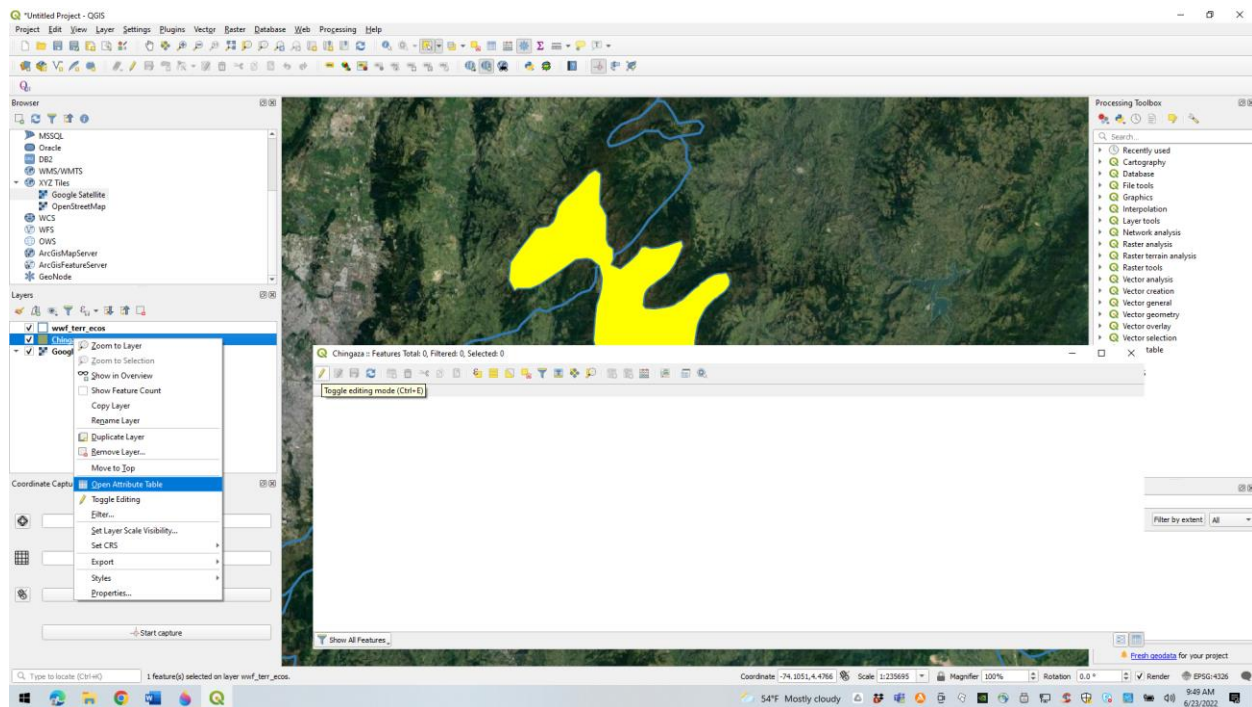 *Untitled Project - QGIS
Project Edit View Layer Settings Plugins Vector Raster Database Web Processing Help
Browser
MSSQL
Oracle
DB2
WMS/WMTS
XYZ Tiles
Google Satellite
OpenStreetMap
WCS
WFS
OWS
ArcGisMapServer
ArcGisFeatureServer
GeoNode
Layers
wwf_terr_ecos
Zoom to Layer
Zoom to Selection
Show in Overview
Show Feature Count
Copy Layer
Rename Layer
Duplicate Layer
Remove Layer...
Move to Top
Open Attribute Table
Toggle Editing
Filter...
Set Layer Scale Visibility...
Set CRS
Export
Styles
Properties...
Start capture
Chingaza :: Features Total: 0, Filtered: 0, Selected: 0
Toggle editing mode (Ctrl+E)
Show All Features
Processing Toolbox
Search...
Recently used
Cartography
Database
File tools
Graphics
Interpolation
Layer tools
Network analysis
Raster analysis
Raster terrain analysis
Raster tools
Vector analysis
Vector creation
Vector general
Vector geometry
Vector overlay
Vector selection
table
Filter by extent All
Fresh geodata for your project
Type to locate (Ctrl+K) 1 feature(s) selected on layer wwf_terr_ecos.
Coordinate -74.1051,4.4766 Scale 1:235695 Magnifier 100% Rotation 0.0 ° Render EPSG:4326
54°F Mostly cloudy
9:49 AM
6/23/2022